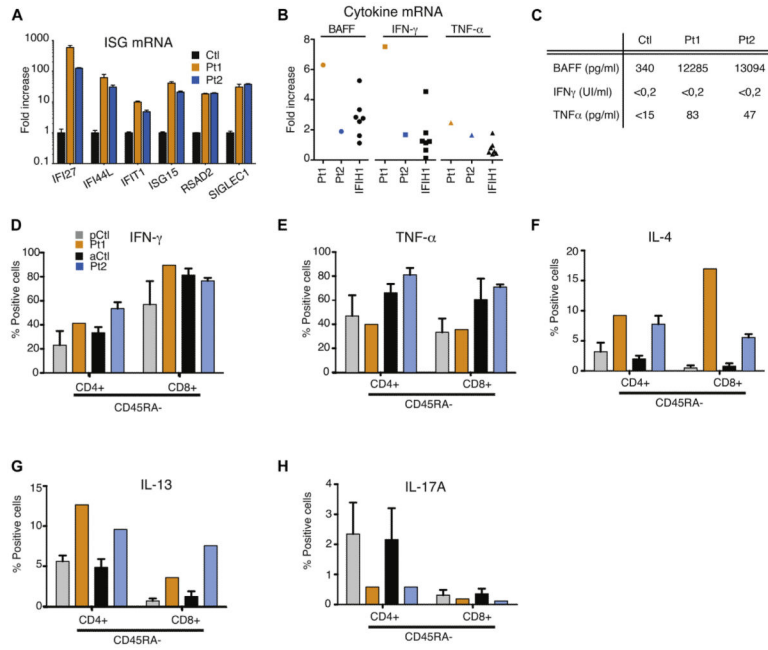 A
ISG mRNA
Fold increase
1000
100
10
1
0.1
Ctl
Pt1
Pt2
IFI27
IFI44L
IFIT1
ISG15
RSAD2
SIGLEC1
B
Cytokine mRNA
BAFF
IFN-γ
TNF-α
Fold increase
8
6
4
2
0
Pt1
Pt2
IFIH1
Pt1
Pt2
IFIH1
Pt1
Pt2
IFIH1
C
Ctl Pt1 Pt2
BAFF (pg/ml) 340 12285 13094
IFNγ (UI/ml) <0,2 <0,2 <0,2
TNFα (pg/ml) <15 83 47
D
IFN-γ
pCtl
Pt1
aCtl
Pt2
% Positive cells
100
80
60
40
20
0
CD4+ CD8+
CD45RA-
E
TNF-α
% Positive cells
100
80
60
40
20
0
CD4+ CD8+
CD45RA-
F
IL-4
% Positive cells
20
15
10
5
0
CD4+ CD8+
CD45RA-
G
IL-13
% Positive cells
15
10
5
0
CD4+ CD8+
CD45RA-
H
IL-17A
% Positive cells
4
3
2
1
0
CD4+ CD8+
CD45RA-